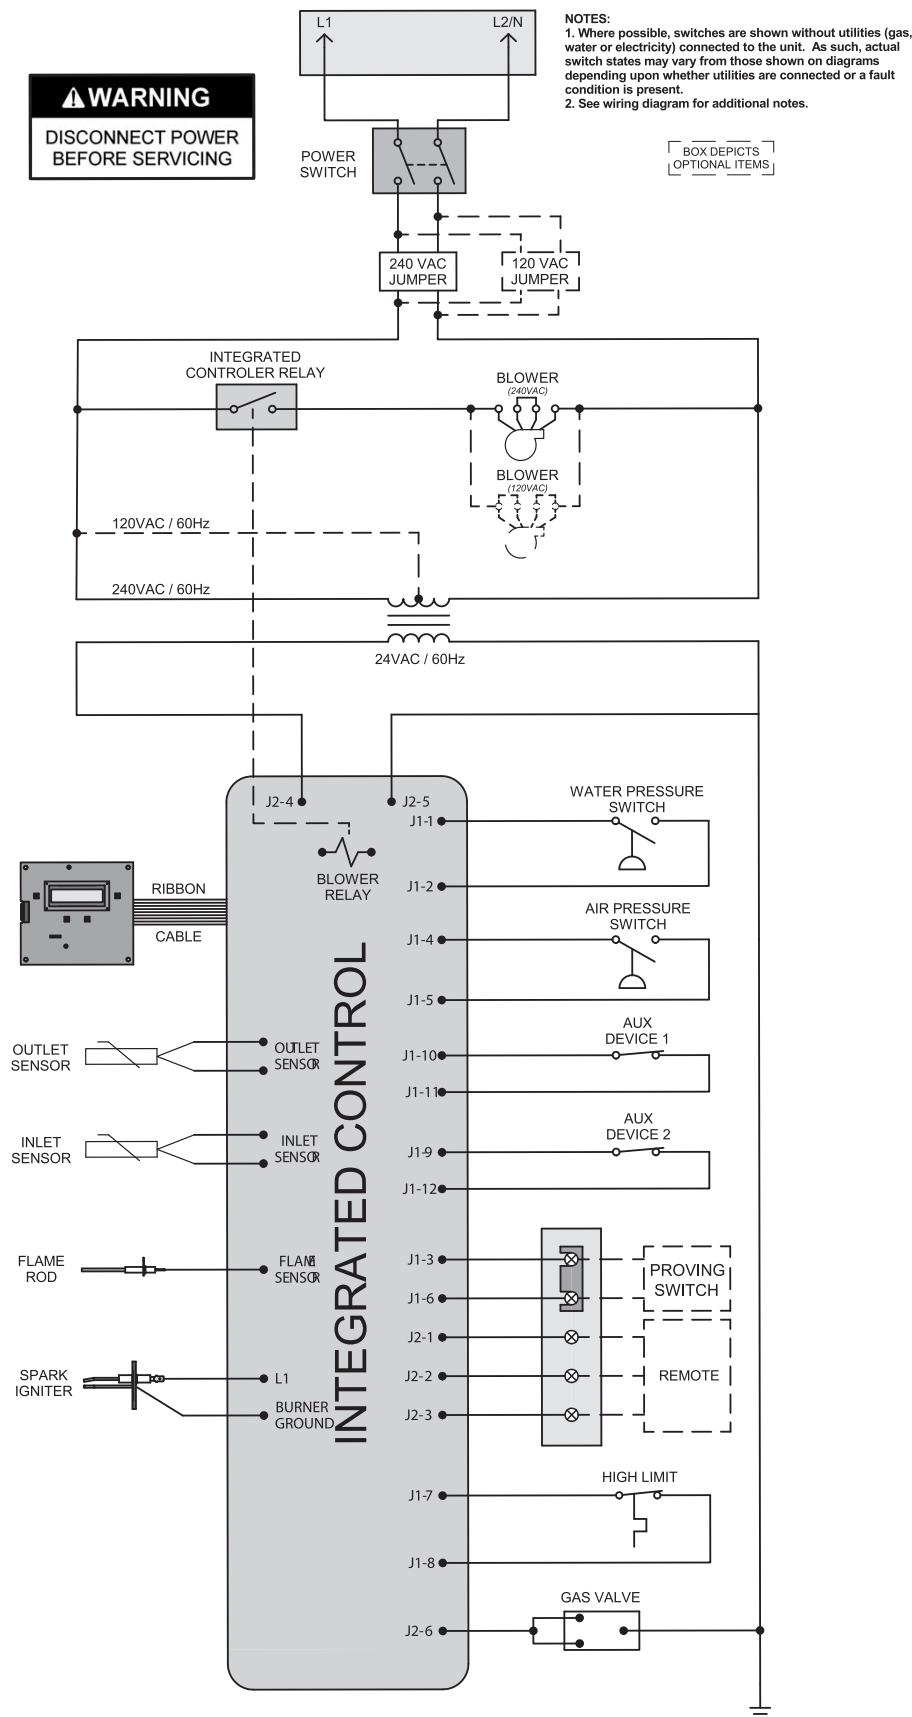 L1
L2/N
NOTES:
1. Where possible, switches are shown without utilities (gas,
water or electricity) connected to the unit. As such, actual
switch states may vary from those shown on diagrams
depending upon whether utilities are connected or a fault
condition is present.
2. See wiring diagram for additional notes.
WARNING
DISCONNECT POWER
BEFORE SERVICING
POWER
SWITCH
BOX DEPICTS
OPTIONAL ITEMS
240 VAC
JUMPER
120 VAC
JUMPER
INTEGRATED
CONTROLER RELAY
BLOWER
(240VAC)
BLOWER
(120VAC)
120VAC / 60Hz
240VAC / 60Hz
24VAC / 60Hz
J2-4
J2-5
J1-1
WATER PRESSURE
SWITCH
BLOWER
RELAY
J1-2
RIBBON
CABLE
AIR PRESSURE
SWITCH
J1-4
J1-5
INTEGRATED CONTROL
OUTLET
SENSOR
OUTLET
SENSOR
AUX
DEVICE 1
J1-10
J1-11
INLET
SENSOR
INLET
SENSOR
AUX
DEVICE 2
J1-9
J1-12
FLAME
ROD
FLAME
SENSOR
J1-3
J1-6
PROVING
SWITCH
J2-1
J2-2
J2-3
REMOTE
SPARK
IGNITER
L1
BURNER
GROUND
HIGH LIMIT
J1-7
J1-8
GAS VALVE
J2-6